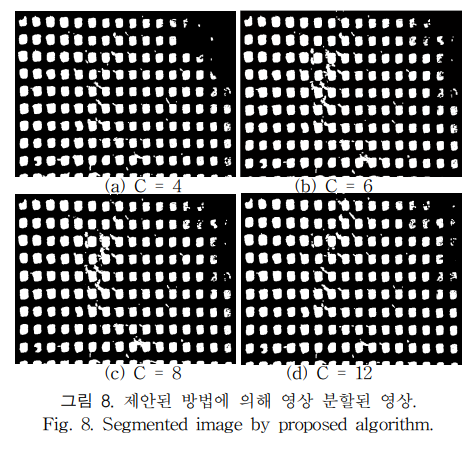 (a) C = 4
(b) C = 6
(c) C = 8
(d) C = 12
그림 8. 제안된 방법에 의해 영상 분할된 영상.
Fig. 8. Segmented image by proposed algorithm.